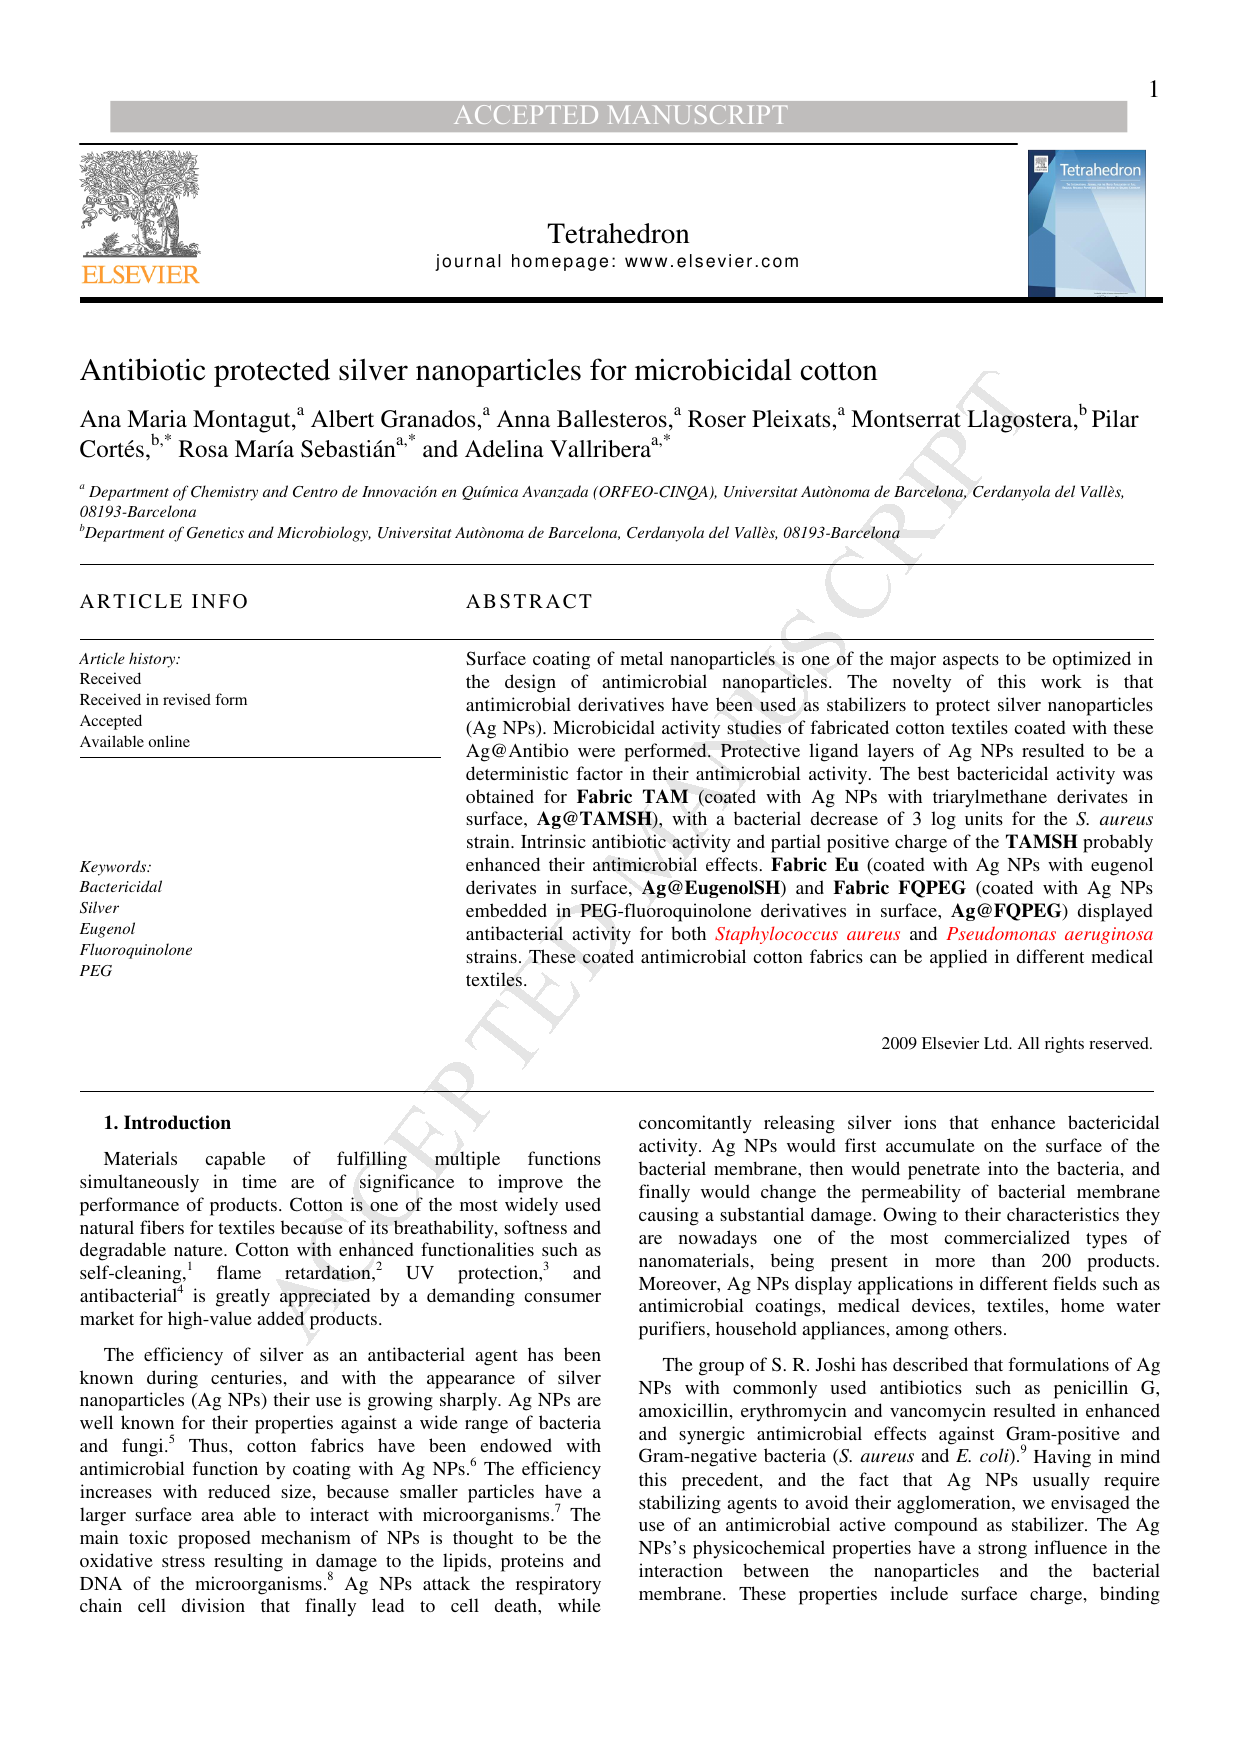 1
ACCEPTED MANUSCRIPT
ELSEVIER
Tetrahedron
journal homepage: www.elsevier.com
Tetrahedron
Antibiotic protected silver nanoparticles for microbicidal cotton
Ana Maria Montagut,a Albert Granados,a Anna Ballesteros,a Roser Pleixats,a Montserrat Llagostera,b Pilar
Cortés,b,* Rosa María Sebastiána,* and Adelina Vallriberaa,*
a Department of Chemistry and Centro de Innovación en Química Avanzada (ORFEO-CINQA), Universitat Autònoma de Barcelona, Cerdanyola del Vallès,
08193-Barcelona
bDepartment of Genetics and Microbiology, Universitat Autònoma de Barcelona, Cerdanyola del Vallès, 08193-Barcelona
ARTICLE INFO
Article history:
Received
Received in revised form
Accepted
Available online
Keywords:
Bactericidal
Silver
Eugenol
Fluoroquinolone
PEG
ABSTRACT
Surface coating of metal nanoparticles is one of the major aspects to be optimized in
the design of antimicrobial nanoparticles. The novelty of this work is that
antimicrobial derivatives have been used as stabilizers to protect silver nanoparticles
(Ag NPs). Microbicidal activity studies of fabricated cotton textiles coated with these
Ag@Antibio were performed. Protective ligand layers of Ag NPs resulted to be a
deterministic factor in their antimicrobial activity. The best bactericidal activity was
obtained for Fabric TAM (coated with Ag NPs with triarylmethane derivates in
surface, Ag@TAMSH), with a bacterial decrease of 3 log units for the S. aureus
strain. Intrinsic antibiotic activity and partial positive charge of the TAMSH probably
enhanced their antimicrobial effects. Fabric Eu (coated with Ag NPs with eugenol
derivates in surface, Ag@EugenolSH) and Fabric FQPEG (coated with Ag NPs
embedded in PEG-fluoroquinolone derivatives in surface, Ag@FQPEG) displayed
antibacterial activity for both Staphylococcus aureus and Pseudomonas aeruginosa
strains. These coated antimicrobial cotton fabrics can be applied in different medical
textiles.
2009 Elsevier Ltd. All rights reserved.
1. Introduction
Materials capable of fulfilling multiple functions
simultaneously in time are of significance to improve the
performance of products. Cotton is one of the most widely used
natural fibers for textiles because of its breathability, softness and
degradable nature. Cotton with enhanced functionalities such as
self-cleaning,1 flame retardation,2 UV protection,3 and
antibacterial4 is greatly appreciated by a demanding consumer
market for high-value added products.
The efficiency of silver as an antibacterial agent has been
known during centuries, and with the appearance of silver
nanoparticles (Ag NPs) their use is growing sharply. Ag NPs are
well known for their properties against a wide range of bacteria
and fungi.5 Thus, cotton fabrics have been endowed with
antimicrobial function by coating with Ag NPs.6 The efficiency
increases with reduced size, because smaller particles have a
larger surface area able to interact with microorganisms.7 The
main toxic proposed mechanism of NPs is thought to be the
oxidative stress resulting in damage to the lipids, proteins and
DNA of the microorganisms.8 Ag NPs attack the respiratory
chain cell division that finally lead to cell death, while
concomitantly releasing silver ions that enhance bactericidal
activity. Ag NPs would first accumulate on the surface of the
bacterial membrane, then would penetrate into the bacteria, and
finally would change the permeability of bacterial membrane
causing a substantial damage. Owing to their characteristics they
are nowadays one of the most commercialized types of
nanomaterials, being present in more than 200 products.
Moreover, Ag NPs display applications in different fields such as
antimicrobial coatings, medical devices, textiles, home water
purifiers, household appliances, among others.
The group of S. R. Joshi has described that formulations of Ag
NPs with commonly used antibiotics such as penicillin G,
amoxicillin, erythromycin and vancomycin resulted in enhanced
and synergic antimicrobial effects against Gram-positive and
Gram-negative bacteria (S. aureus and E. coli).9 Having in mind
this precedent, and the fact that Ag NPs usually require
stabilizing agents to avoid their agglomeration, we envisaged the
use of an antimicrobial active compound as stabilizer. The Ag
NPs's physicochemical properties have a strong influence in the
interaction between the nanoparticles and the bacterial
membrane. These properties include surface charge, binding
ACCEPTED MANUSCRIPT